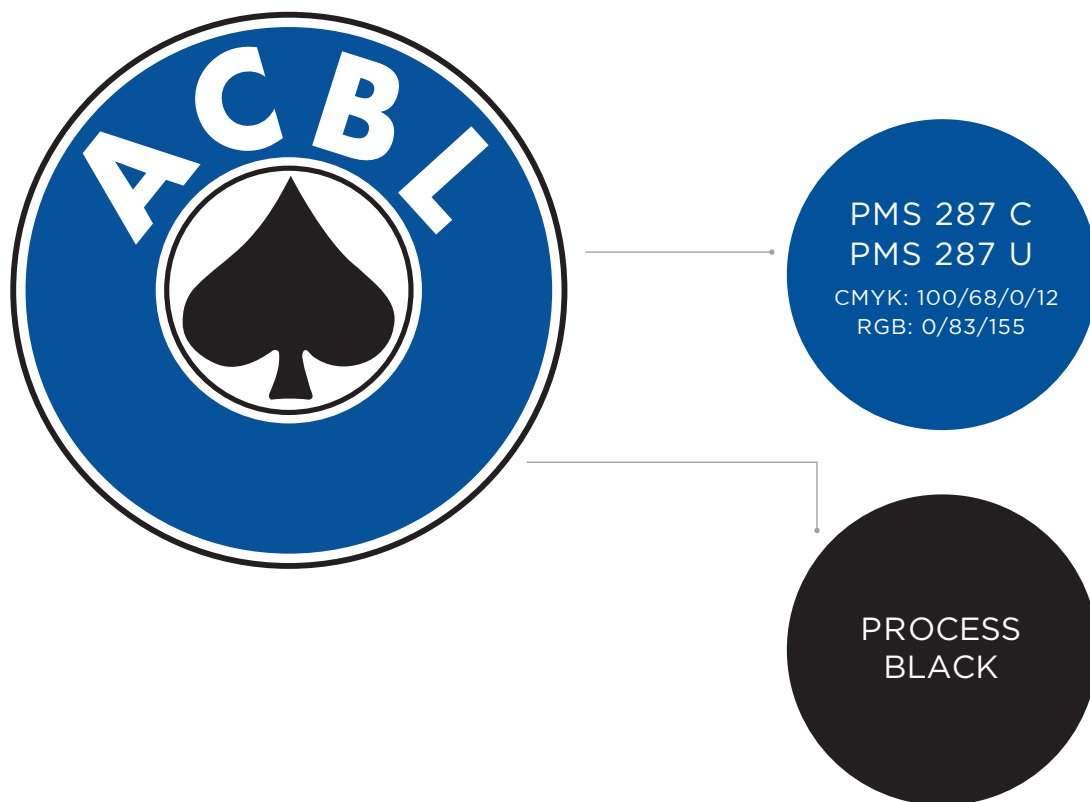 ACBL
PMS 287 C
PMS 287 U
CMYK: 100/68/0/12
RGB: 0/83/155
PROCESS
BLACK